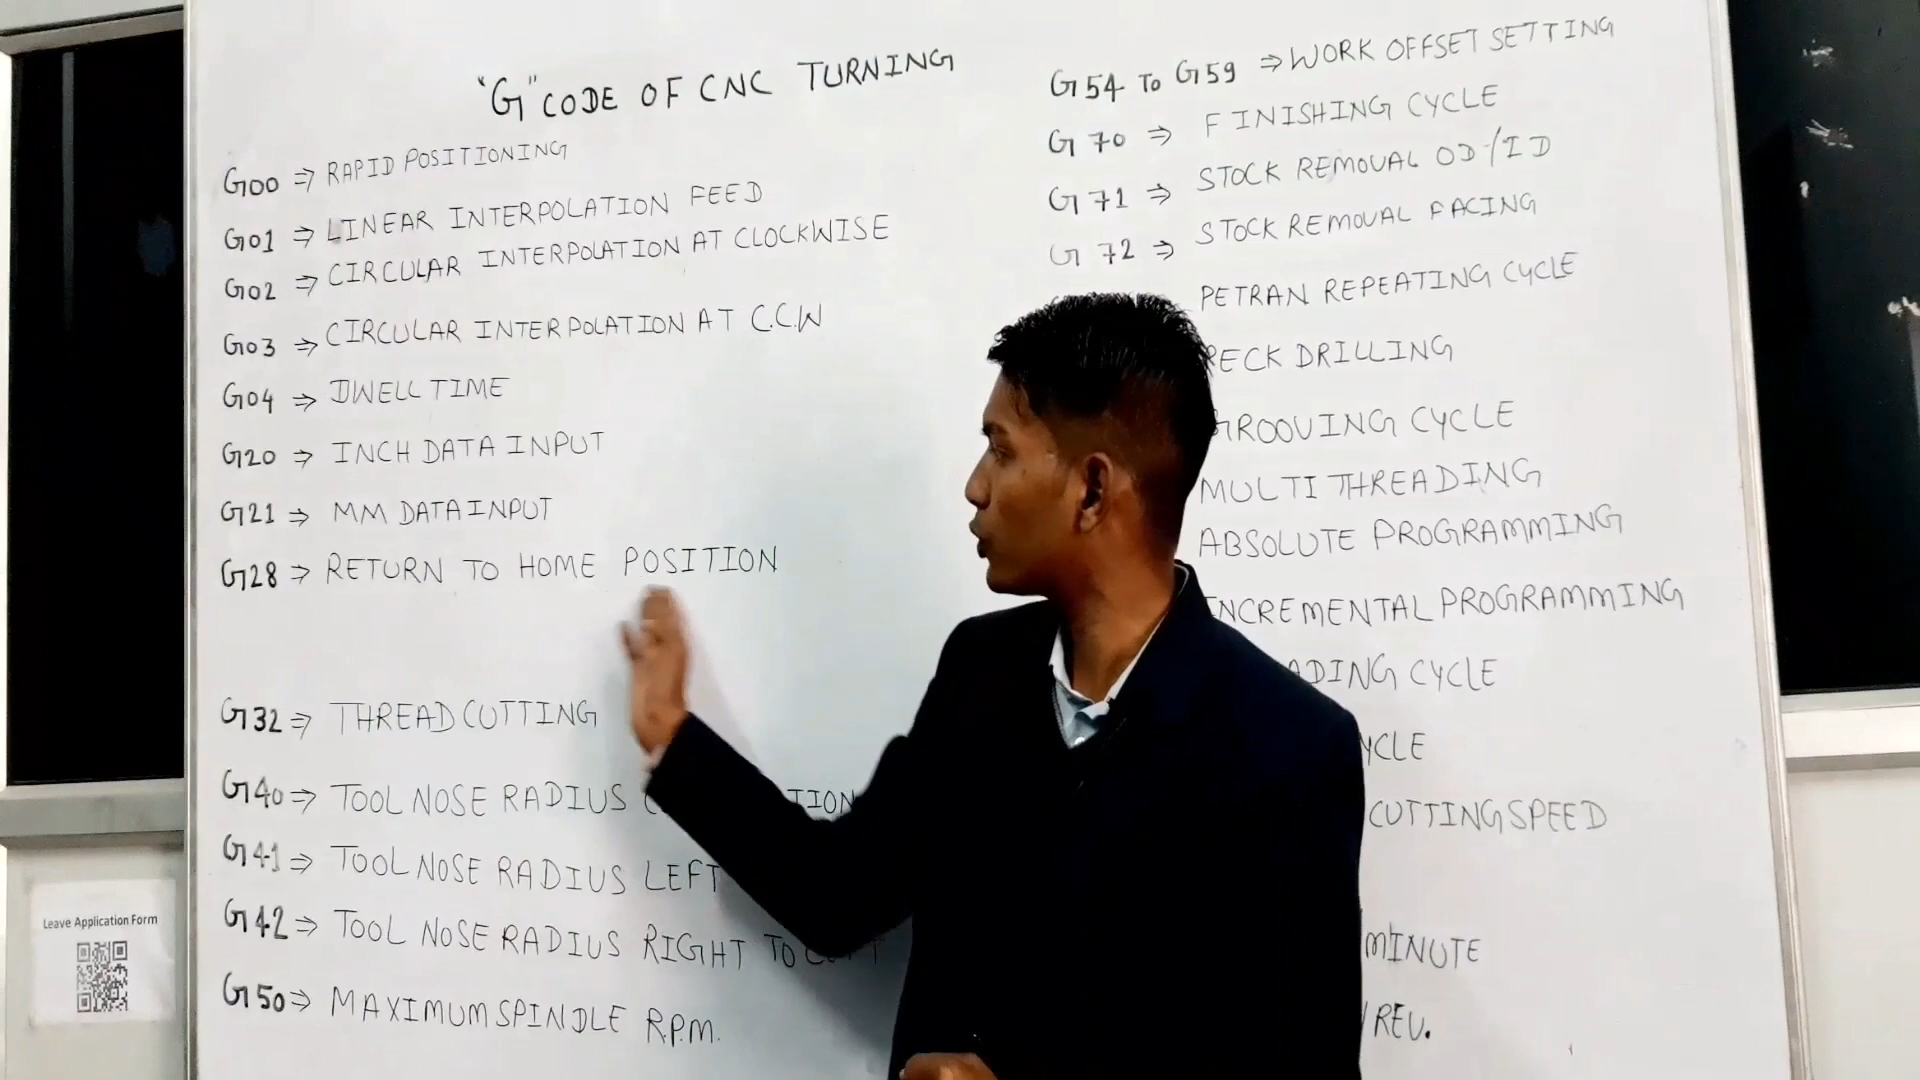 "G" CODE OF CNC TURNING
G00 ⇒ RAPID POSITIONING
G01 ⇒ LINEAR INTERPOLATION FEED
G02 ⇒ CIRCULAR INTERPOLATION AT CLOCKWISE
G03 ⇒ CIRCULAR INTERPOLATION AT C.C.W
G04 ⇒ DWELL TIME
G20 ⇒ INCH DATA INPUT
G21 ⇒ MM DATA INPUT
G28 ⇒ RETURN TO HOME POSITION
G32 ⇒ THREAD CUTTING
G40 ⇒ TOOL NOSE RADIUS
G41 ⇒ TOOL NOSE RADIUS LEFT
G42 ⇒ TOOL NOSE RADIUS RIGHT TO
G50 ⇒ MAXIMUM SPINDLE R.P.M.
G54 TO G59 ⇒ WORK OFFSET SETTING
G70 ⇒ FINISHING CYCLE
G71 ⇒ STOCK REMOVAL OD/ID
G72 ⇒ STOCK REMOVAL FACING
PETRAN REPEATING CYCLE
PECK DRILLING
GROOVING CYCLE
MULTI THREADING
ABSOLUTE PROGRAMMING
INCREMENTAL PROGRAMMING
CYCLE
CUTTING SPEED
MINUTE
/REV.
Leave Application Form